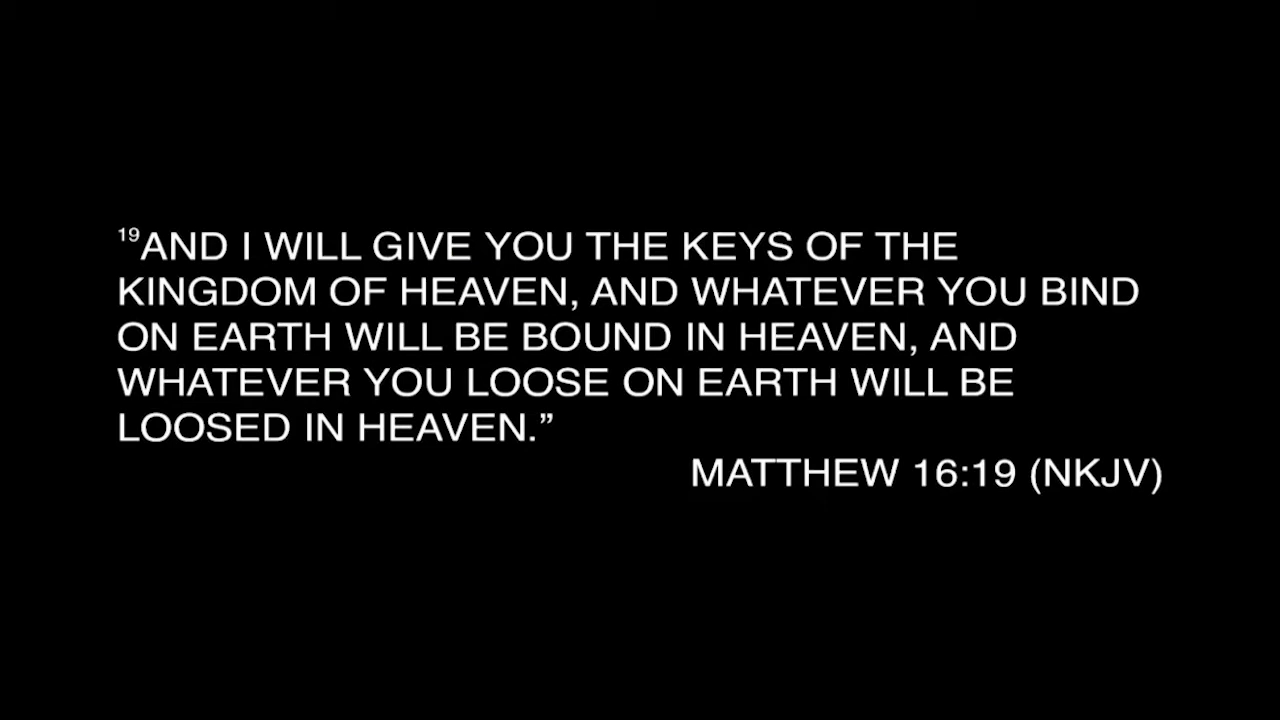 ¹⁹AND I WILL GIVE YOU THE KEYS OF THE
KINGDOM OF HEAVEN, AND WHATEVER YOU BIND
ON EARTH WILL BE BOUND IN HEAVEN, AND
WHATEVER YOU LOOSE ON EARTH WILL BE
LOOSED IN HEAVEN.”
MATTHEW 16:19 (NKJV)